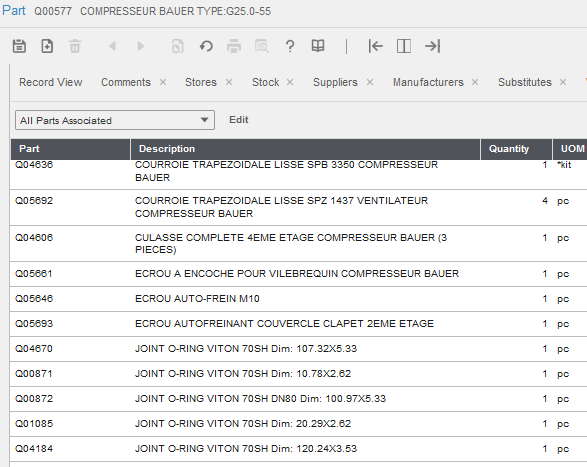 Part Q00577 COMPRESSEUR BAUER TYPE:G25.0-55
Record View Comments × Stores × Stock × Suppliers × Manufacturers × Substitutes ×
All Parts Associated Edit
Part Description Quantity UOM
Q04636 COURROIE TRAPEZOIDALE LISSE SPB 3350 COMPRESSEUR 1 *kit
BAUER
Q05692 COURROIE TRAPEZOIDALE LISSE SPZ 1437 VENTILATEUR 4 pc
COMPRESSEUR BAUER
Q04606 CULASSE COMPLETE 4EME ETAGE COMPRESSEUR BAUER (3 1 pc
PIECES)
Q05661 ECROU A ENCOCHE POUR VILEBREQUIN COMPRESSEUR BAUER 1 pc
Q05646 ECROU AUTO-FREIN M10 1 pc
Q05693 ECROU AUTOFREINANT COUVERCLE CLAPET 2EME ETAGE 1 pc
Q04670 JOINT O-RING VITON 70SH Dim: 107.32X5.33 1 pc
Q00871 JOINT O-RING VITON 70SH Dim: 10.78X2.62 1 pc
Q00872 JOINT O-RING VITON 70SH DN80 Dim: 100.97X5.33 1 pc
Q01085 JOINT O-RING VITON 70SH Dim: 20.29X2.62 1 pc
Q04184 JOINT O-RING VITON 70SH Dim: 120.24X3.53 1 pc